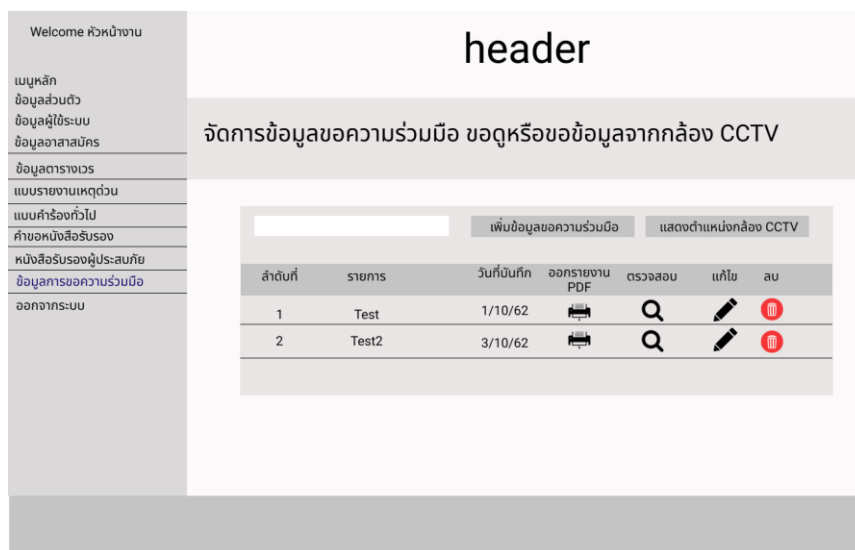 Welcome หัวหน้างาน
header
เมนูหลัก
ข้อมูลส่วนตัว
ข้อมูลผู้ใช้ระบบ
ข้อมูลอาสาสมัคร
ข้อมูลตารางเวร
แบบรายงานเหตุด่วน
แบบคำร้องทั่วไป
คำขอหนังสือรับรอง
หนังสือรับรองผู้ประสบภัย
ข้อมูลการขอความร่วมมือ
ออกจากระบบ
จัดการข้อมูลขอความร่วมมือ ขอดูหรือขอข้อมูลจากกล้อง CCTV
เพิ่มข้อมูลขอความร่วมมือ แสดงตำแหน่งกล้อง CCTV
ลำดับที่ รายการ วันที่บันทึก ออกรายงาน ตรวจสอบ แก้ไข ลบ
PDF
1 Test 1/10/62
2 Test2 3/10/62